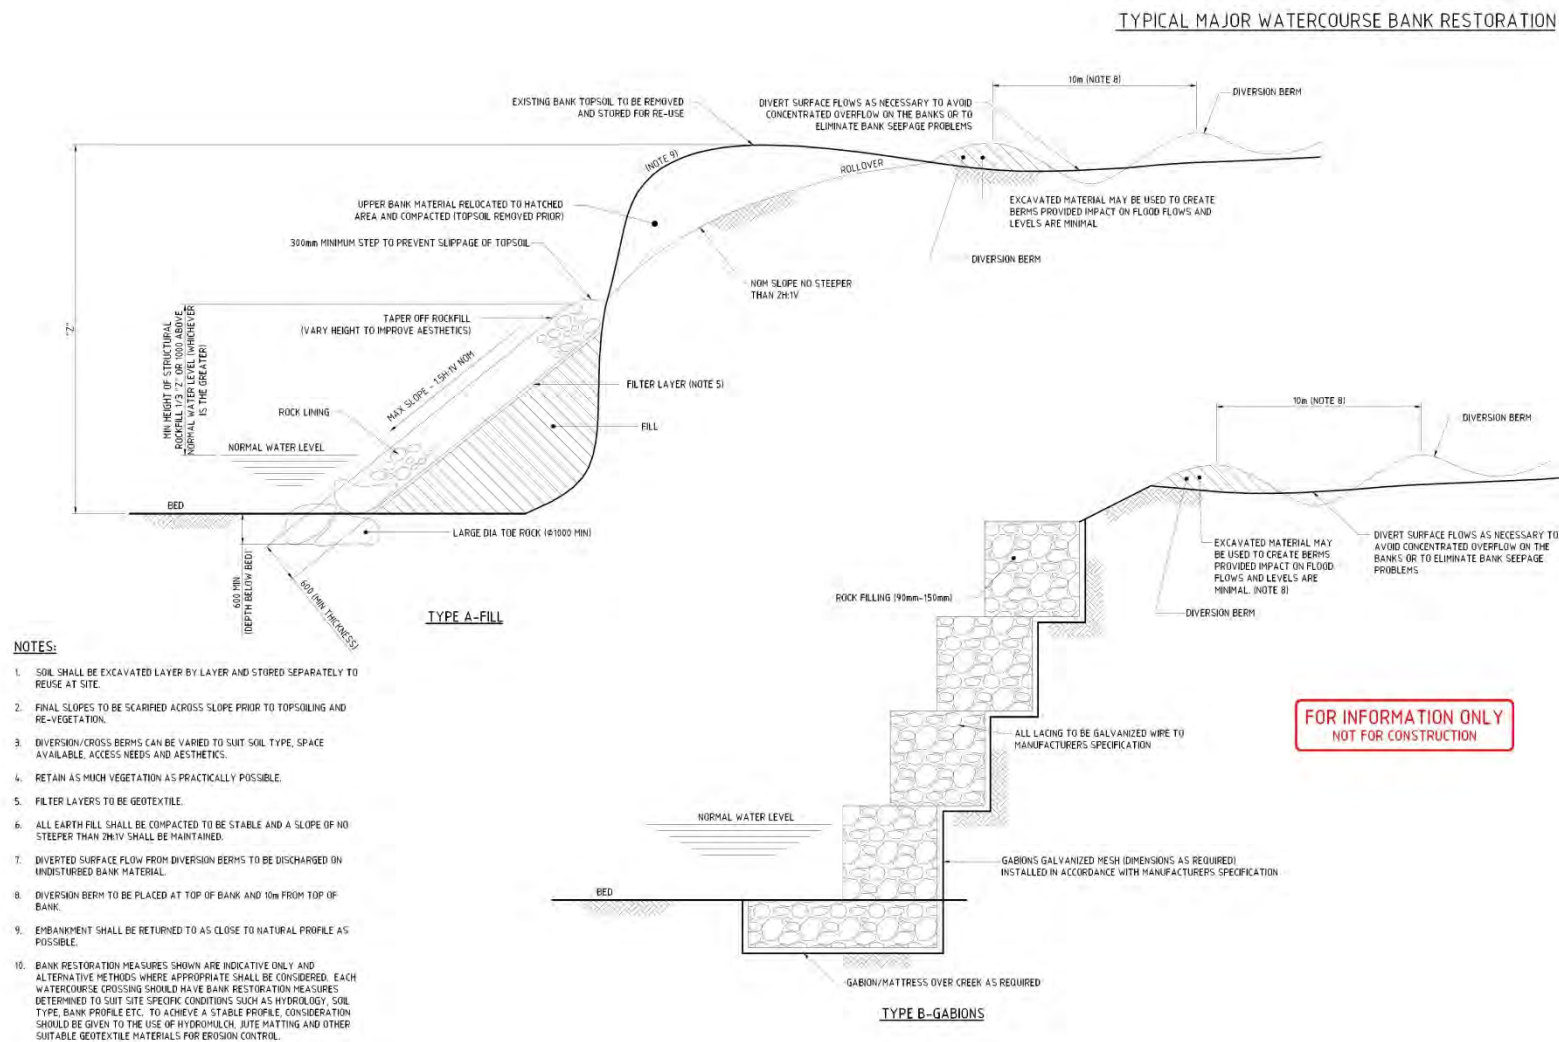 TYPICAL MAJOR WATERCOURSE BANK RESTORATION
10m (NOTE 8)
DIVERSION BERM
EXISTING BANK TOPSOIL TO BE REMOVED
AND STORED FOR RE-USE
DIVERT SURFACE FLOWS AS NECESSARY TO AVOID
CONCENTRATED OVERFLOW ON THE BANKS OR TO
ELIMINATE BANK SEEPAGE PROBLEMS
(NOTE 9)
ROLLOVER
UPPER BANK MATERIAL RELOCATED TO HATCHED
AREA AND COMPACTED (TOPSOIL REMOVED PRIOR)
EXCAVATED MATERIAL MAY BE USED TO CREATE
BERMS PROVIDED IMPACT ON FLOOD FLOWS AND
LEVELS ARE MINIMAL
300mm MINIMUM STEP TO PREVENT SLIPPAGE OF TOPSOIL
DIVERSION BERM
NOM SLOPE NO STEEPER
THAN 2H:1V
"Z"
MIN HEIGHT OF STRUCTURAL
ROCKFILL 1/3 "Z" OR 1000 ABOVE
NORMAL WATER LEVEL (WHICHEVER
IS THE GREATER)
TAPER OFF ROCKFILL
(VARY HEIGHT TO IMPROVE AESTHETICS)
MAX SLOPE - 1.5H:1V NOM
FILTER LAYER (NOTE 5)
ROCK LINING
FILL
NORMAL WATER LEVEL
BED
LARGE DIA TOE ROCK (Ø1000 MIN)
600 MIN
(DEPTH BELOW BED)
600 (MIN THICKNESS)
TYPE A-FILL
10m (NOTE 8)
DIVERSION BERM
EXCAVATED MATERIAL MAY
BE USED TO CREATE BERMS
PROVIDED IMPACT ON FLOOD
FLOWS AND LEVELS ARE
MINIMAL. (NOTE 8)
DIVERT SURFACE FLOWS AS NECESSARY TO
AVOID CONCENTRATED OVERFLOW ON THE
BANKS OR TO ELIMINATE BANK SEEPAGE
PROBLEMS
DIVERSION BERM
ROCK FILLING (90mm-150mm)
ALL LACING TO BE GALVANIZED WIRE TO
MANUFACTURERS SPECIFICATION
NORMAL WATER LEVEL
GABIONS GALVANIZED MESH (DIMENSIONS AS REQUIRED)
INSTALLED IN ACCORDANCE WITH MANUFACTURERS SPECIFICATION
BED
GABION/MATTRESS OVER CREEK AS REQUIRED
TYPE B-GABIONS
FOR INFORMATION ONLY
NOT FOR CONSTRUCTION
NOTES:
1. SOIL SHALL BE EXCAVATED LAYER BY LAYER AND STORED SEPARATELY TO
REUSE AT SITE.
2. FINAL SLOPES TO BE SCARIFIED ACROSS SLOPE PRIOR TO TOPSOILING AND
RE-VEGETATION.
3. DIVERSION/CROSS BERMS CAN BE VARIED TO SUIT SOIL TYPE, SPACE
AVAILABLE, ACCESS NEEDS AND AESTHETICS.
4. RETAIN AS MUCH VEGETATION AS PRACTICALLY POSSIBLE.
5. FILTER LAYERS TO BE GEOTEXTILE.
6. ALL EARTH FILL SHALL BE COMPACTED TO BE STABLE AND A SLOPE OF NO
STEEPER THAN 2H:1V SHALL BE MAINTAINED.
7. DIVERTED SURFACE FLOW FROM DIVERSION BERMS TO BE DISCHARGED ON
UNDISTURBED BANK MATERIAL.
8. DIVERSION BERM TO BE PLACED AT TOP OF BANK AND 10m FROM TOP OF
BANK.
9. EMBANKMENT SHALL BE RETURNED TO AS CLOSE TO NATURAL PROFILE AS
POSSIBLE.
10. BANK RESTORATION MEASURES SHOWN ARE INDICATIVE ONLY AND
ALTERNATIVE METHODS WHERE APPROPRIATE SHALL BE CONSIDERED. EACH
WATERCOURSE CROSSING SHOULD HAVE BANK RESTORATION MEASURES
DETERMINED TO SUIT SITE SPECIFIC CONDITIONS SUCH AS HYDROLOGY, SOIL
TYPE, BANK PROFILE ETC. TO ACHIEVE A STABLE PROFILE, CONSIDERATION
SHOULD BE GIVEN TO THE USE OF HYDROMULCH, JUTE MATTING AND OTHER
SUITABLE GEOTEXTILE MATERIALS FOR EROSION CONTROL.